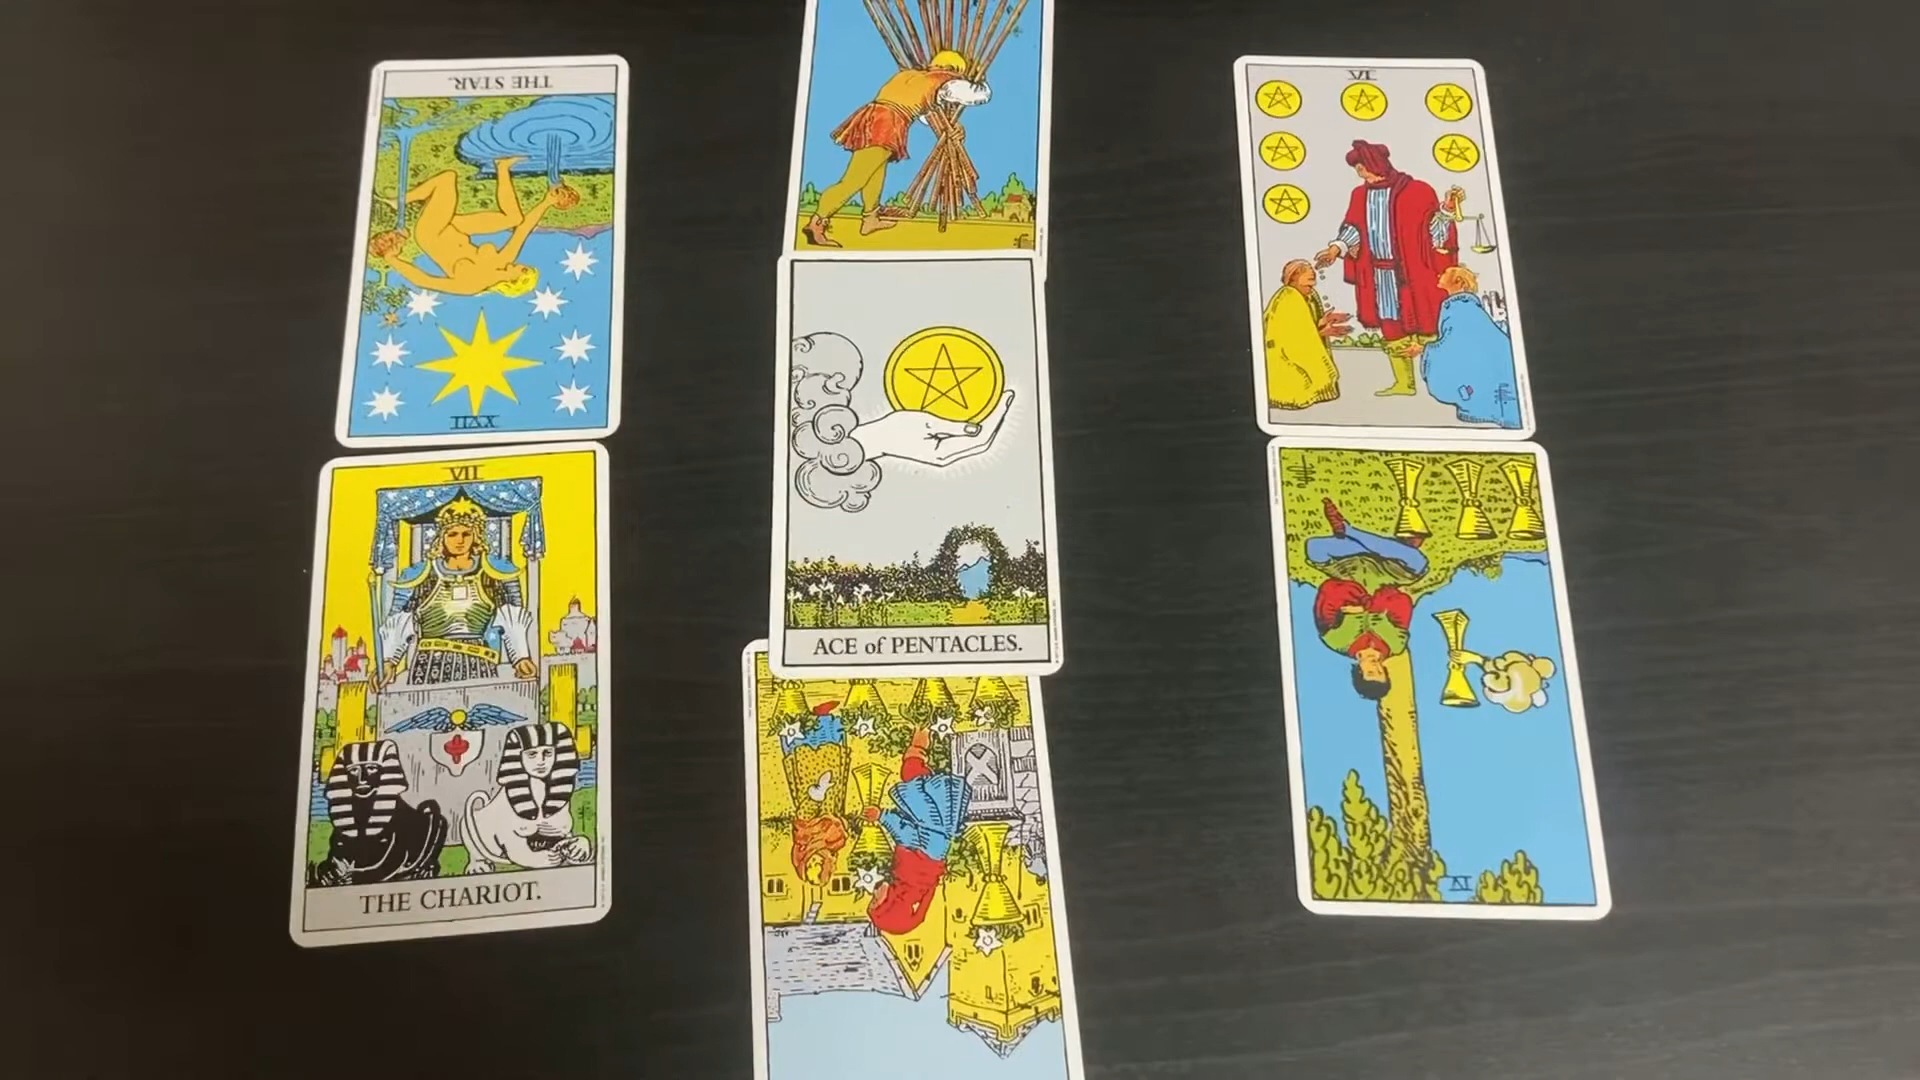 THE STAR.
XVII
VII
THE CHARIOT.
ACE of PENTACLES.
VI
IV